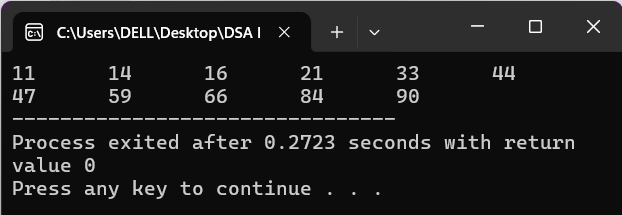 C:\Users\DELL\Desktop\DSA l
11 14 16 21 33 44
47 59 66 84 90
--------------------------------
Process exited after 0.2723 seconds with return
value 0
Press any key to continue . . .